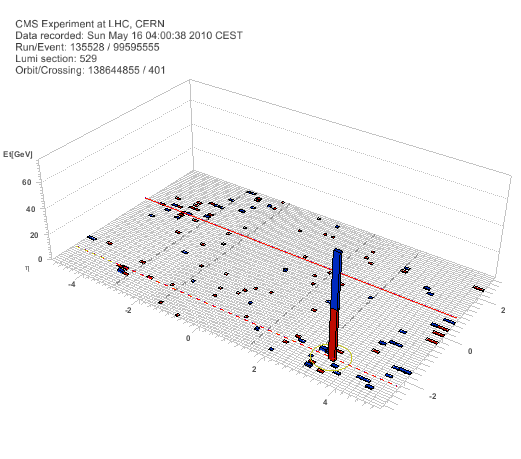 CMS Experiment at LHC, CERN
Data recorded: Sun May 16 04:00:38 2010 CEST
Run/Event: 135528 / 99595555
Lumi section: 529
Orbit/Crossing: 138644855 / 401
Et[GeV]
60
40
20
0
η
-4
-2
0
2
4
2
0
-2